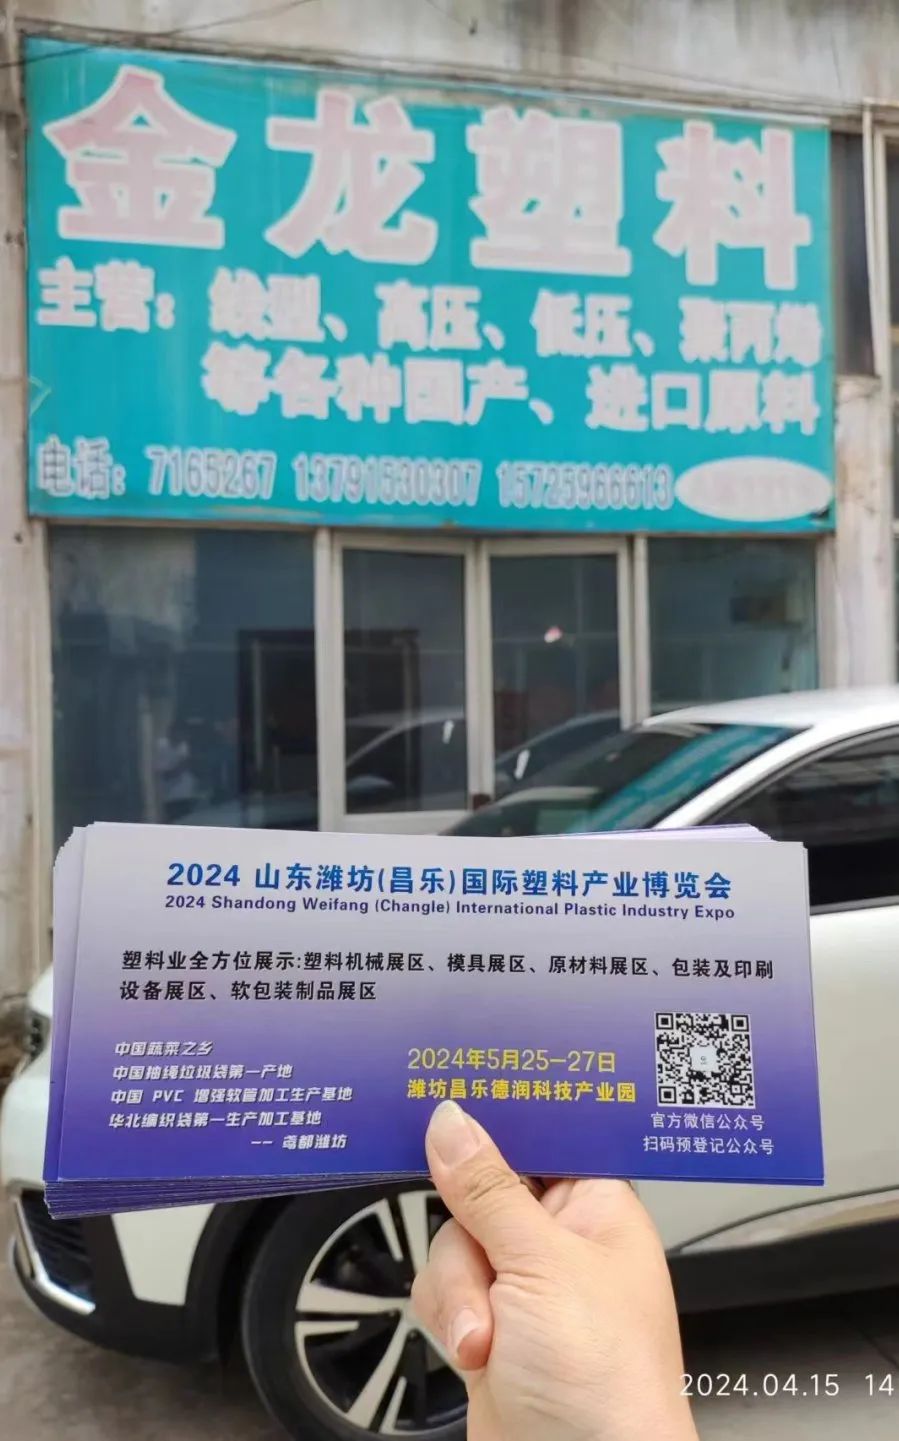 金龙塑料
主营：线型、高压、低压、聚丙烯
等各种国产、进口原料
电话：7165267 13791530307 15725966613
2024 山东潍坊(昌乐)国际塑料产业博览会
2024 Shandong Weifang (Changle) International Plastic Industry Expo
塑料业全方位展示:塑料机械展区、模具展区、原材料展区、包装及印刷
设备展区、软包装制品展区
中国蔬菜之乡
中国抽绳垃圾袋第一产地
中国 PVC 增强软管加工生产基地
华北编织袋第一生产加工基地
—— 鸢都潍坊
2024年5月25—27日
潍坊昌乐德润科技产业园
官方微信公众号
扫码预登记公众号
2024.04.15 14